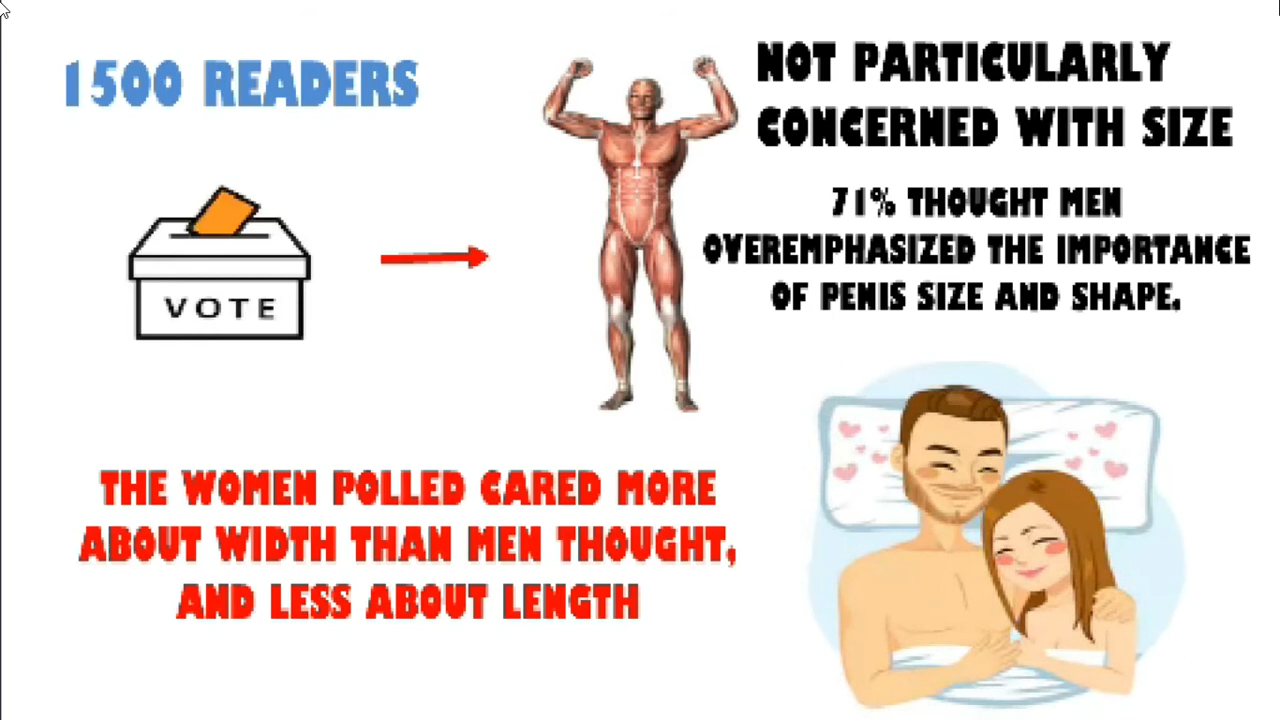 1500 READERS
NOT PARTICULARLY
CONCERNED WITH SIZE
71% THOUGHT MEN
OVEREMPHASIZED THE IMPORTANCE
OF PENIS SIZE AND SHAPE.
VOTE
THE WOMEN POLLED CARED MORE
ABOUT WIDTH THAN MEN THOUGHT,
AND LESS ABOUT LENGTH